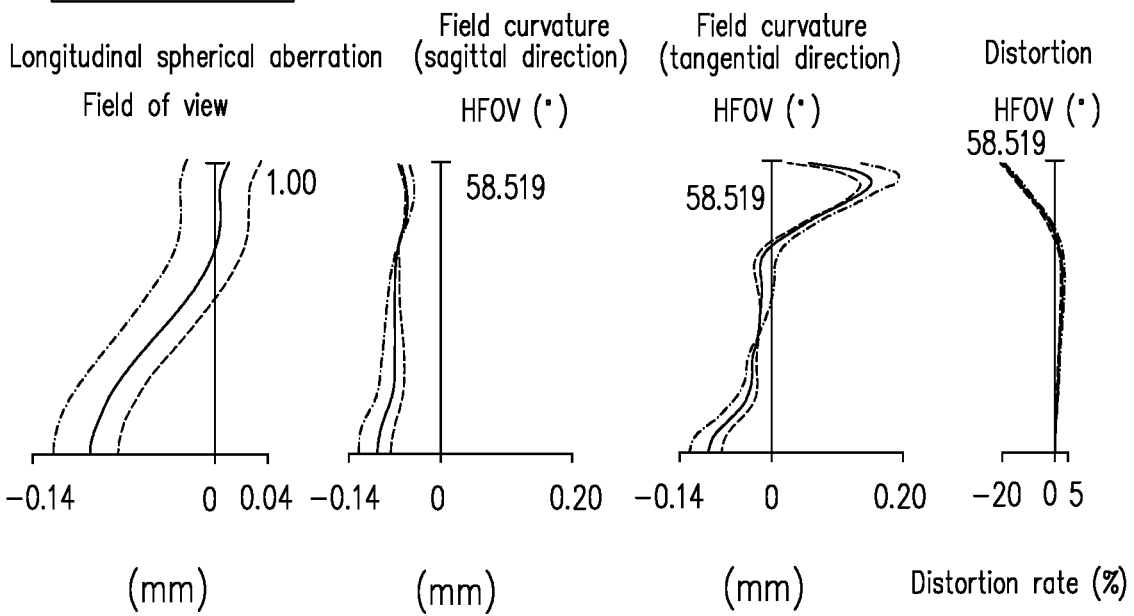 Longitudinal spherical aberration
Field of view
1.00
−0.14 0 0.04
(mm)
Field curvature
(sagittal direction)
HFOV (°)
58.519
−0.14 0 0.20
(mm)
Field curvature
(tangential direction)
HFOV (°)
58.519
−0.14 0 0.20
(mm)
Distortion
HFOV (°)
58.519
−20 0 5
Distortion rate (%)